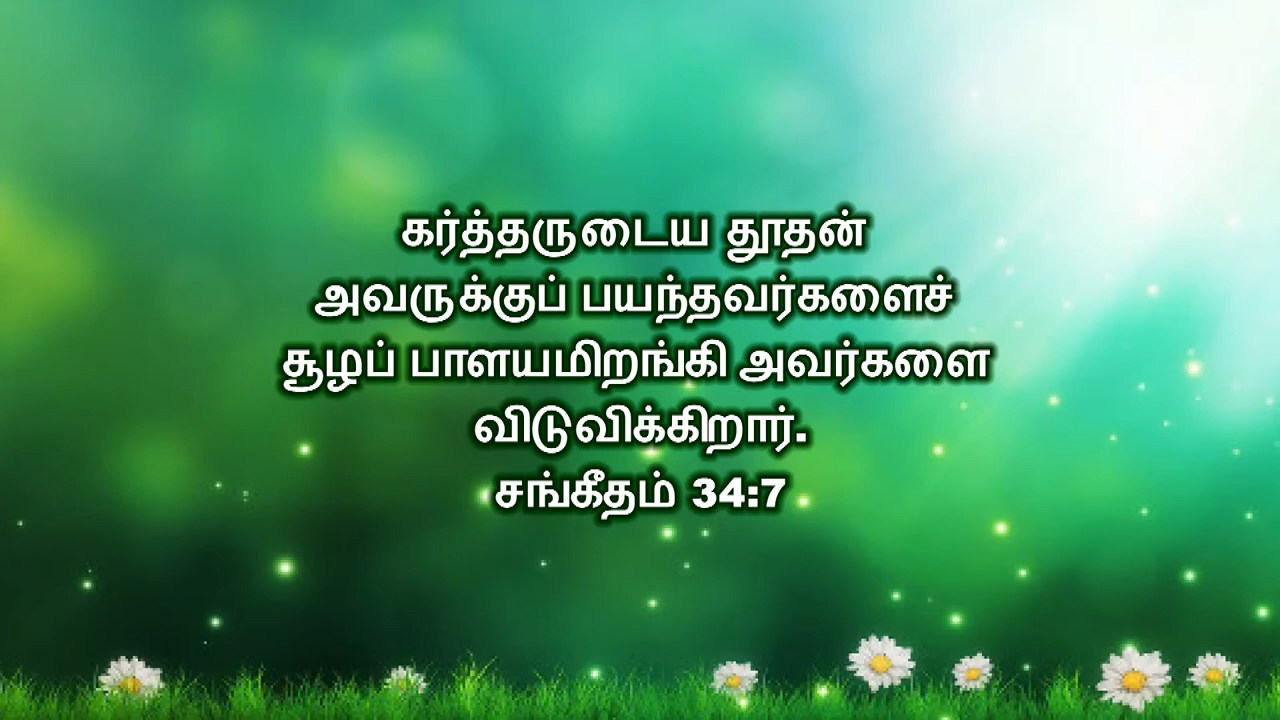 கர்த்தருடைய தூதன்
அவருக்குப் பயந்தவர்களைச்
சூழப் பாளயமிறங்கி அவர்களை
விடுவிக்கிறார்.
சங்கீதம் 34:7